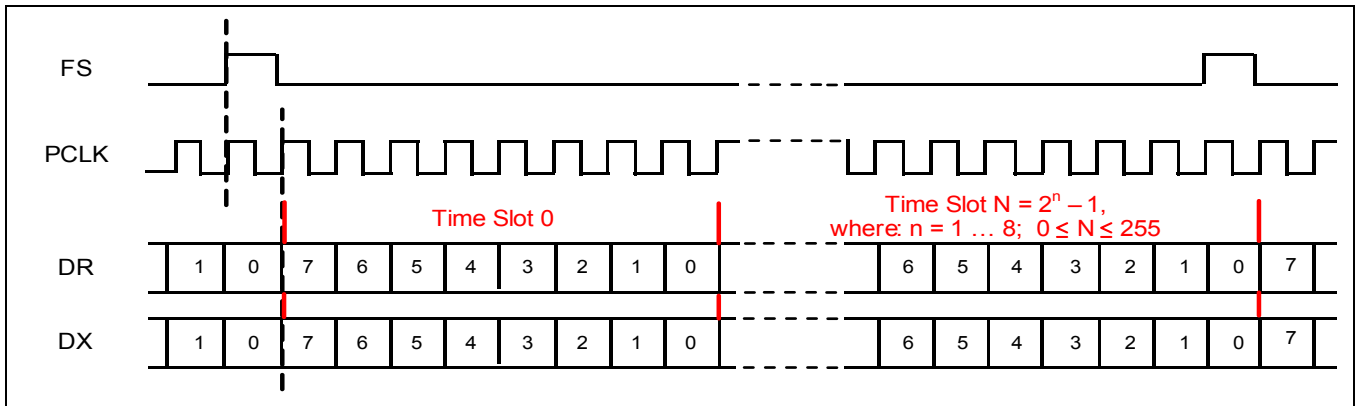 FS
PCLK
Time Slot 0
Time Slot N = 2ⁿ – 1,
where: n = 1 … 8; 0 ≤ N ≤ 255
DR 1 0 7 6 5 4 3 2 1 0 6 5 4 3 2 1 0 7
DX 1 0 7 6 5 4 3 2 1 0 6 5 4 3 2 1 0 7